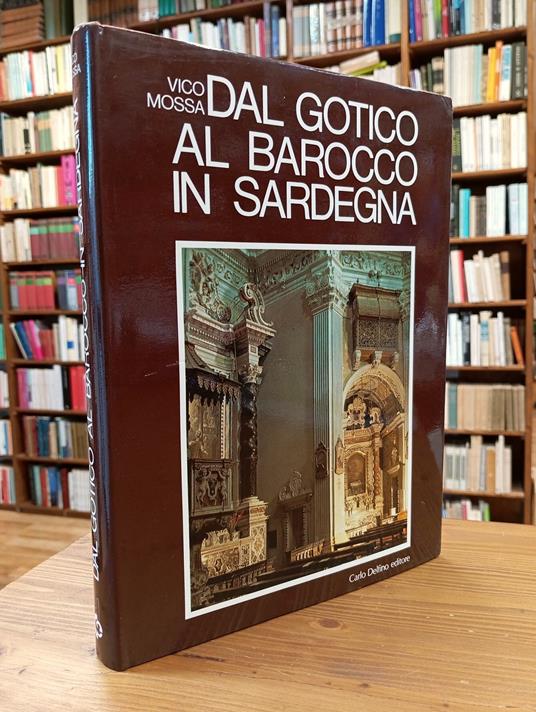 VICO
MOSSA
DAL GOTICO
AL BAROCCO
IN SARDEGNA
Carlo Delfino editore
DAL GOTICO AL BAROCCO IN SARDEGNA